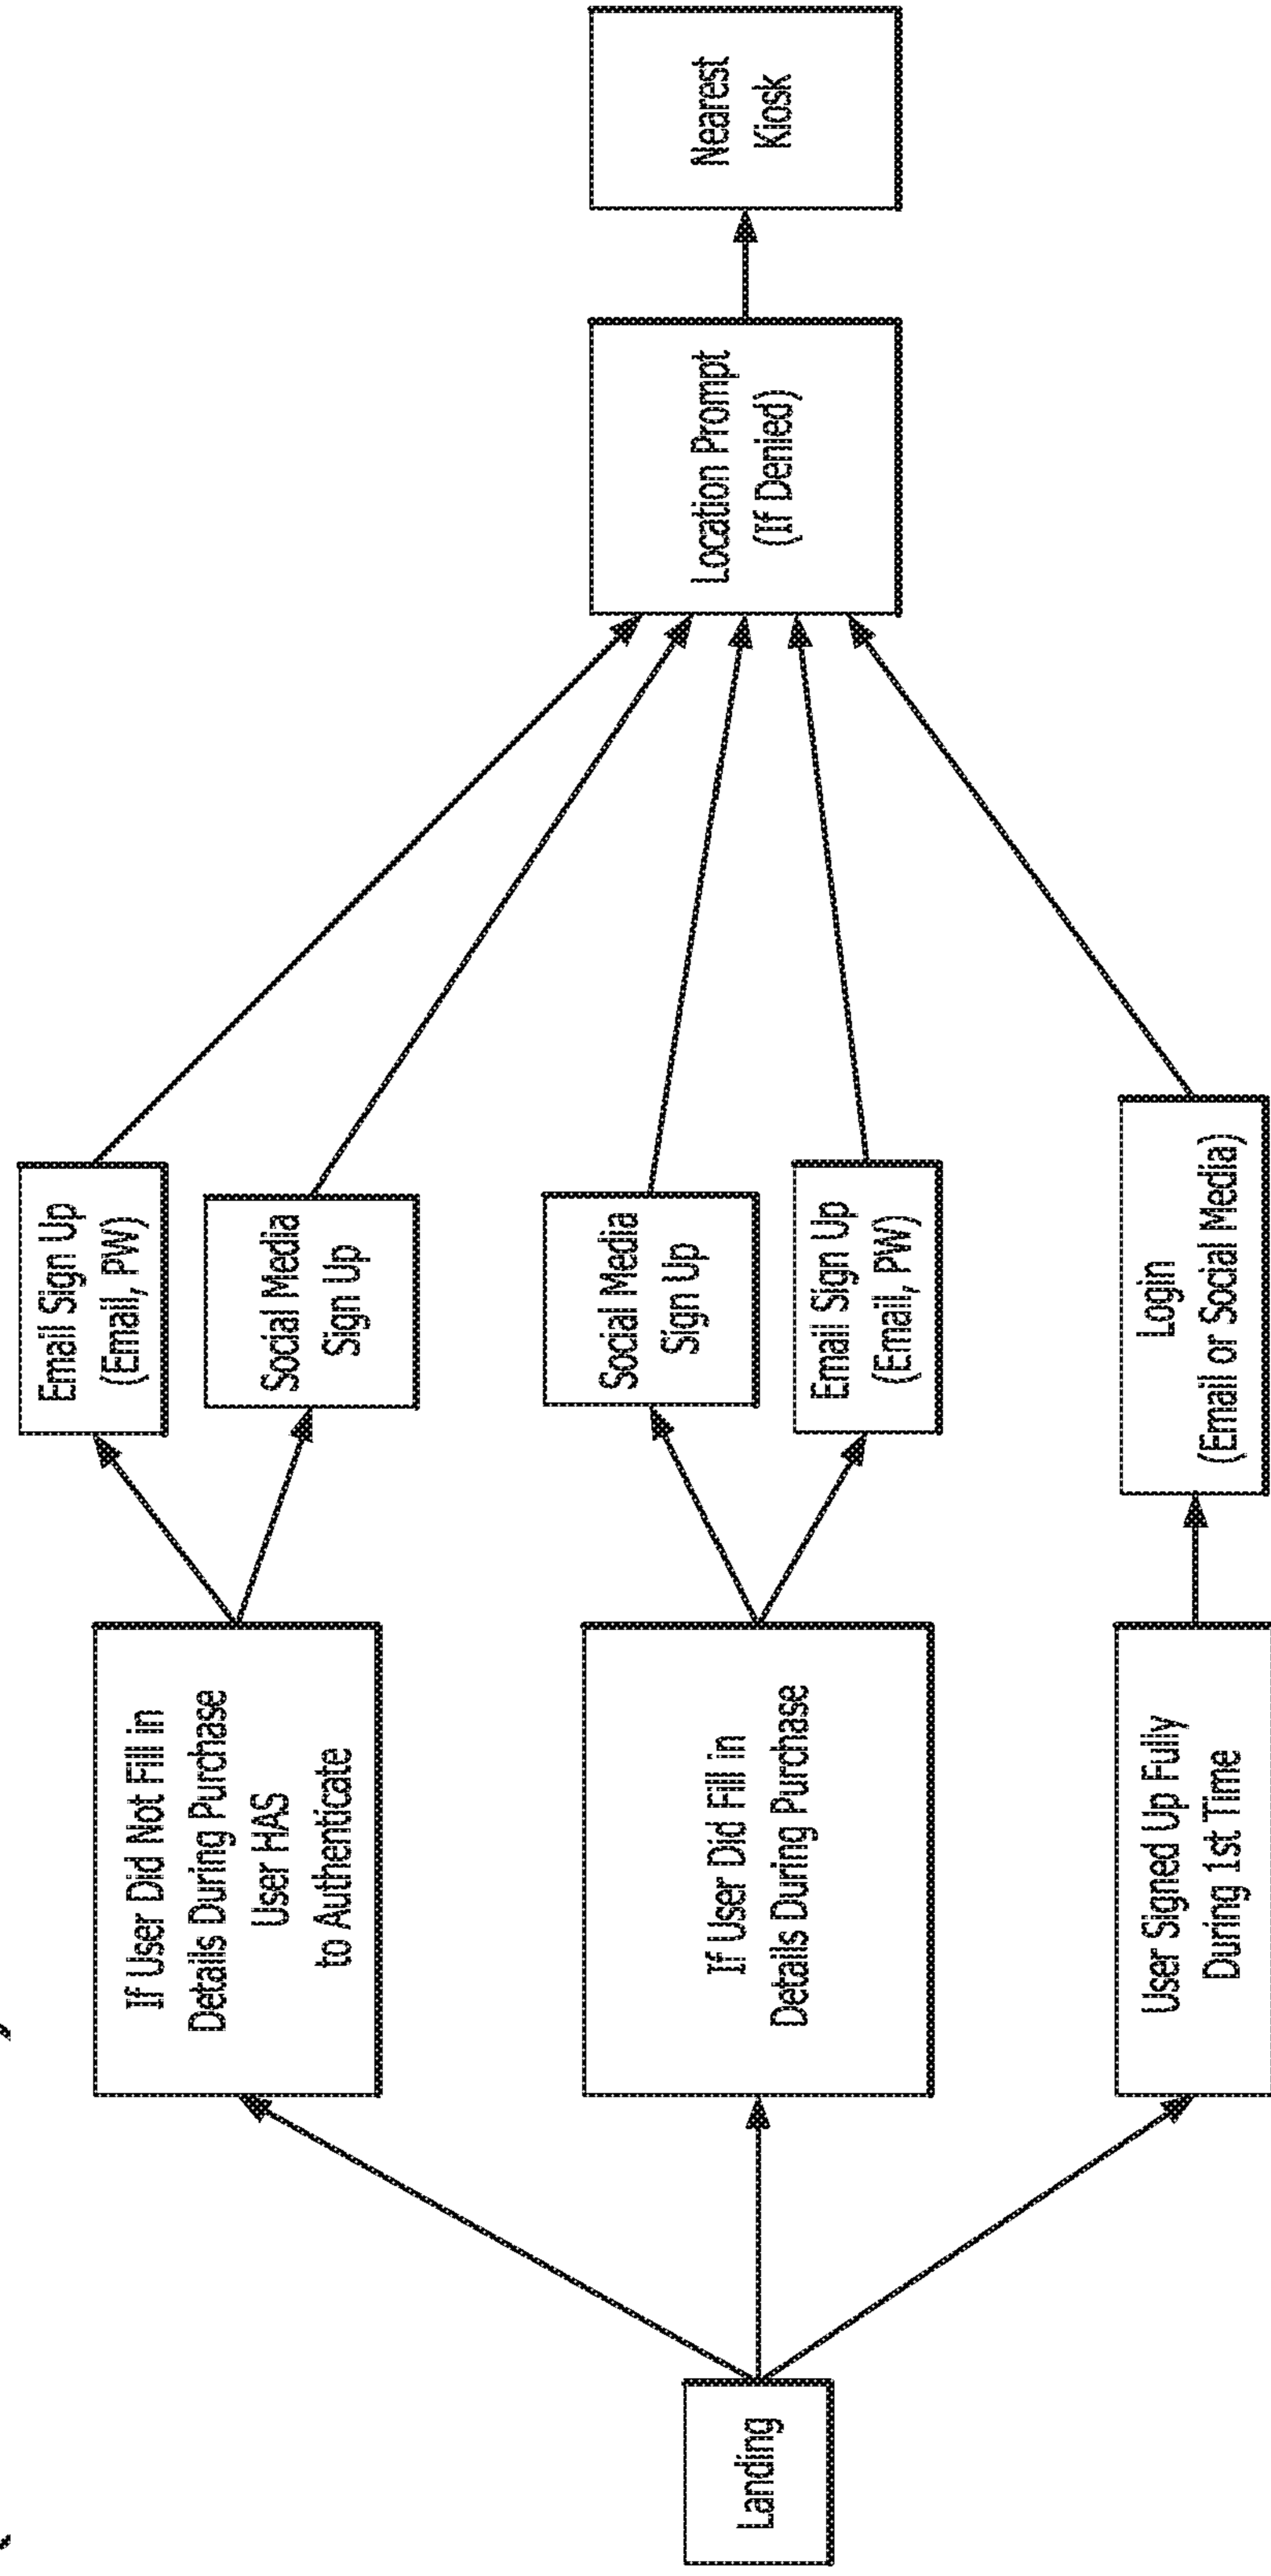 Landing
If User Did Not Fill in
Details During Purchase
User HAS
to Authenticate
If User Did Fill in
Details During Purchase
User Signed Up Fully
During 1st Time
Email Sign Up
(Email, PW)
Social Media
Sign Up
Social Media
Sign Up
Email Sign Up
(Email, PW)
Login
(Email or Social Media)
Location Prompt
(If Denied)
Nearest
Kiosk